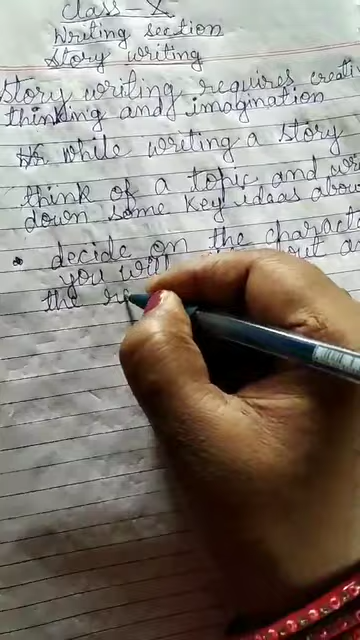 Class - X
Writing section
Story writing
Story writing requires creati
thinking and imagination
while writing a story
think of a topic and wr
down some key ideas abou
• decide on the charact
you will out a
the